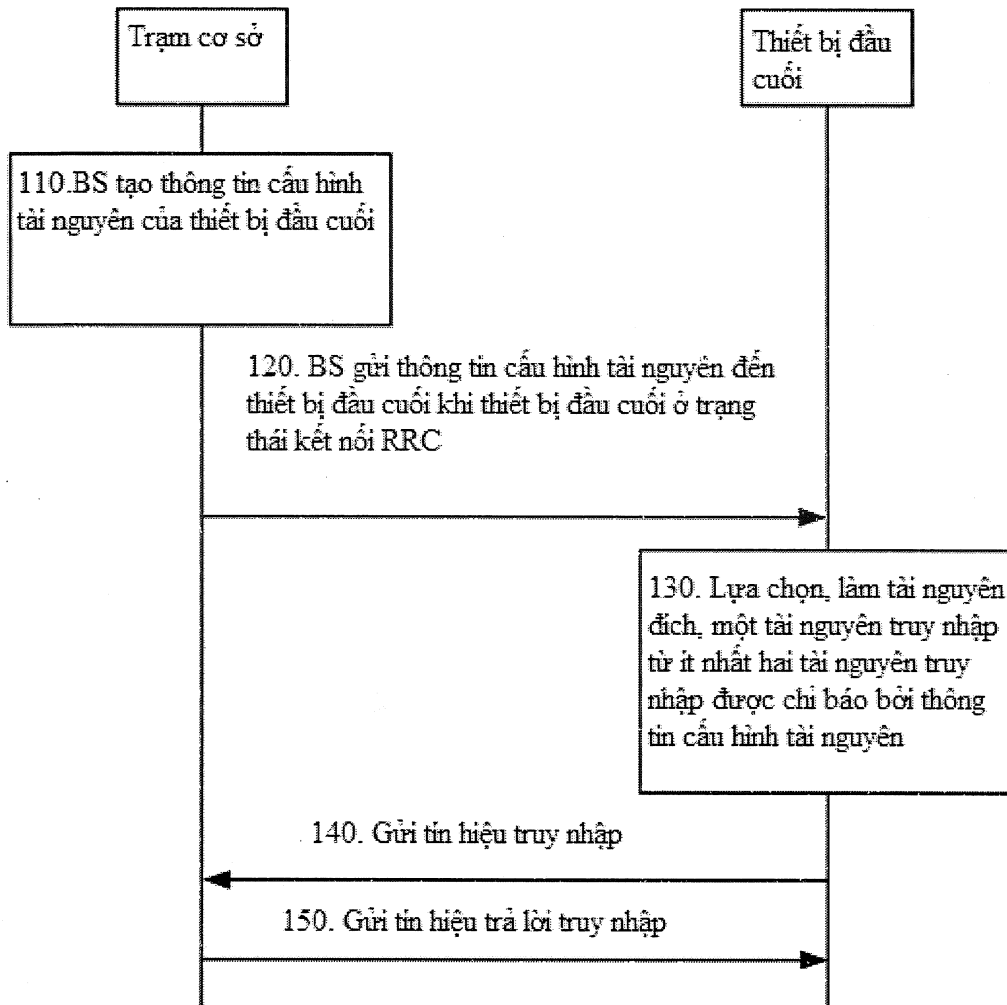 Trạm cơ sở
Thiết bị đầu
cuối
110.BS tạo thông tin cấu hình
tài nguyên của thiết bị đầu cuối
120. BS gửi thông tin cấu hình tài nguyên đến
thiết bị đầu cuối khi thiết bị đầu cuối ở trạng
thái kết nối RRC
130. Lựa chọn, làm tài nguyên
đích, một tài nguyên truy nhập
từ ít nhất hai tài nguyên truy
nhập được chỉ báo bởi thông
tin cấu hình tài nguyên
140. Gửi tín hiệu truy nhập
150. Gửi tín hiệu trả lời truy nhập